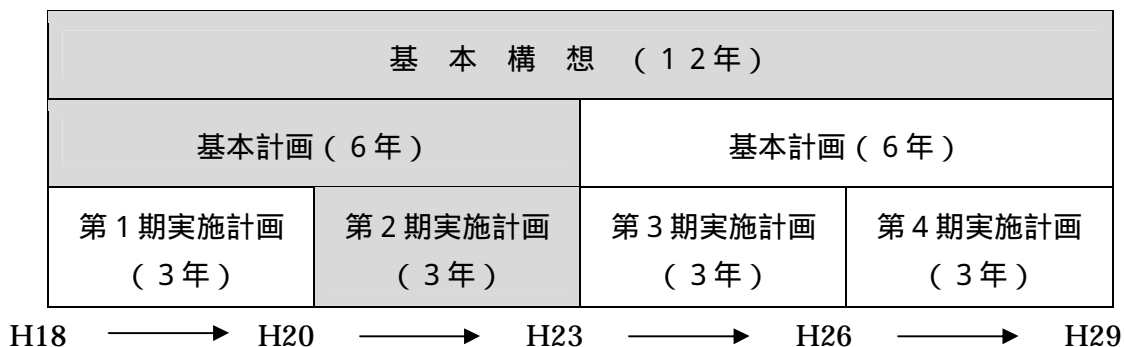 基　本　構　想　（１２年）
基本計画（６年）　基本計画（６年）
第１期実施計画　第２期実施計画　第３期実施計画　第４期実施計画
（３年）　（３年）　（３年）　（３年）
H18 → H20 → H23 → H26 → H29